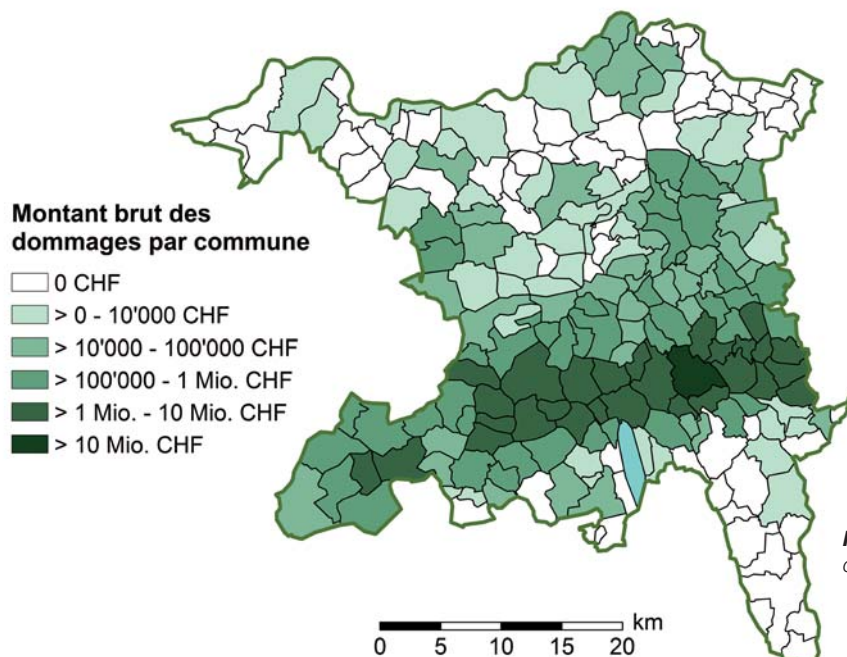 Montant brut des
dommages par commune
0 CHF
> 0 - 10'000 CHF
> 10'000 - 100'000 CHF
> 100'000 - 1 Mio. CHF
> 1 Mio. - 10 Mio. CHF
> 10 Mio. CHF
km
0 5 10 15 20